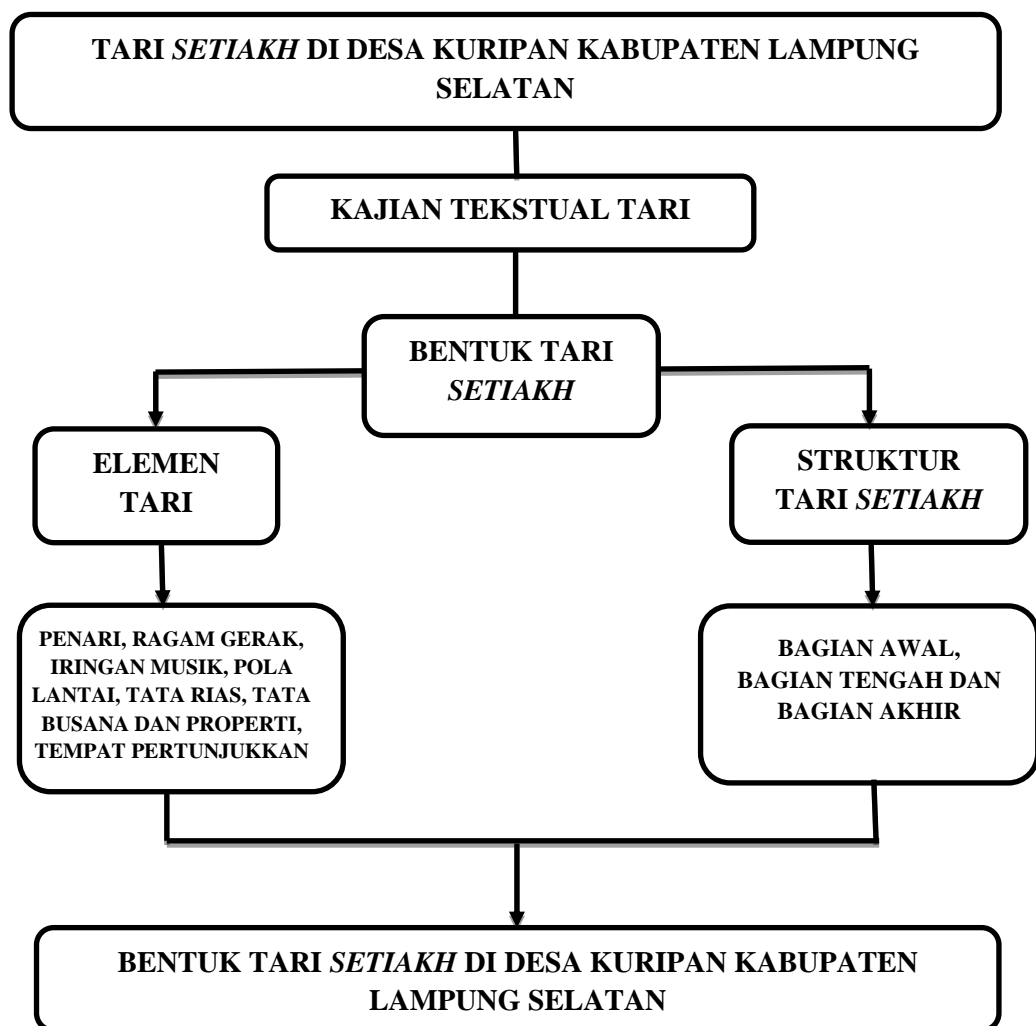 TARI SETIAKH DI DESA KURIPAN KABUPATEN LAMPUNG
SELATAN
KAJIAN TEKSTUAL TARI
BENTUK TARI
SETIAKH
ELEMEN
TARI
STRUKTUR
TARI SETIAKH
PENARI, RAGAM GERAK,
IRINGAN MUSIK, POLA
LANTAI, TATA RIAS, TATA
BUSANA DAN PROPERTI,
TEMPAT PERTUNJUKKAN
BAGIAN AWAL,
BAGIAN TENGAH DAN
BAGIAN AKHIR
BENTUK TARI SETIAKH DI DESA KURIPAN KABUPATEN
LAMPUNG SELATAN